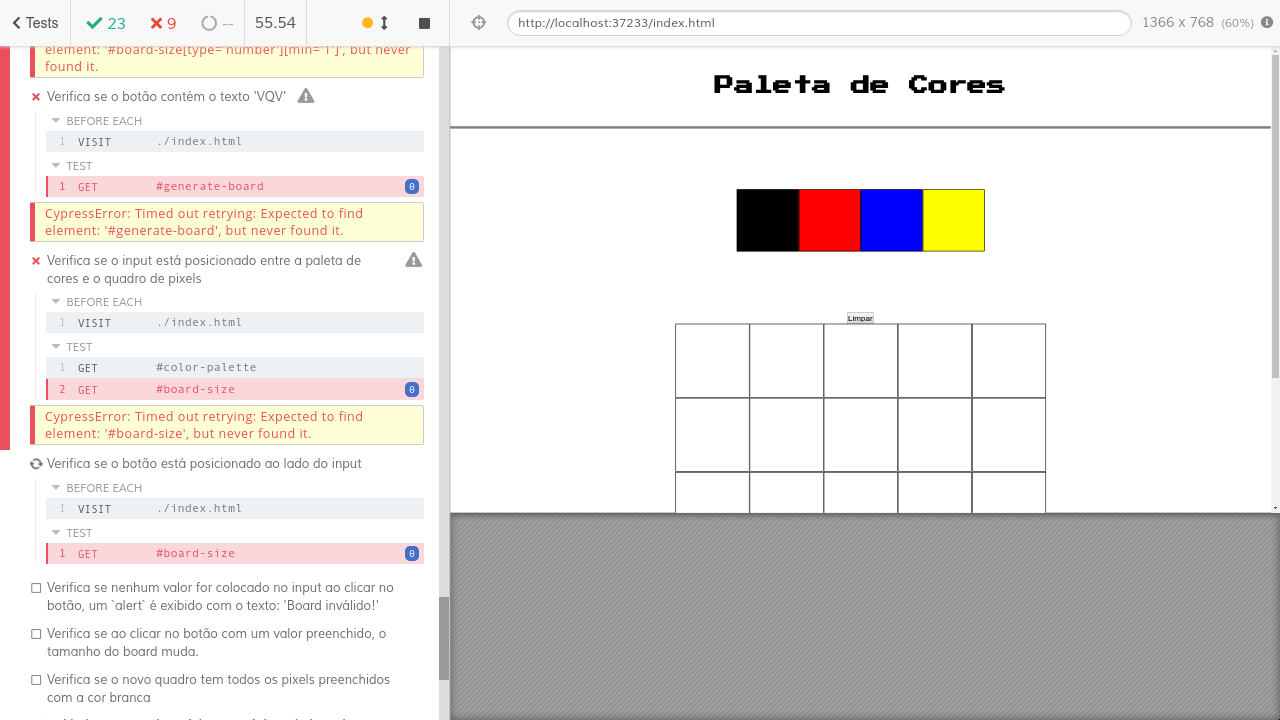 Tests
23
9
--
55.54
http://localhost:37233/index.html
1366 x 768 (60%)
element: '#board-size[type='number'][min='1']', but never
found it.
Verifica se o botão contém o texto 'VQV'
BEFORE EACH
1 VISIT ./index.html
TEST
1 GET #generate-board 0
CypressError: Timed out retrying: Expected to find
element: '#generate-board', but never found it.
Verifica se o input está posicionado entre a paleta de
cores e o quadro de pixels
BEFORE EACH
1 VISIT ./index.html
TEST
1 GET #color-palette
2 GET #board-size 0
CypressError: Timed out retrying: Expected to find
element: '#board-size', but never found it.
Verifica se o botão está posicionado ao lado do input
BEFORE EACH
1 VISIT ./index.html
TEST
1 GET #board-size 0
Verifica se nenhum valor for colocado no input ao clicar no
botão, um `alert` é exibido com o texto: 'Board inválido!'
Verifica se ao clicar no botão com um valor preenchido, o
tamanho do board muda.
Verifica se o novo quadro tem todos os pixels preenchidos
com a cor branca
Paleta de Cores
Limpar